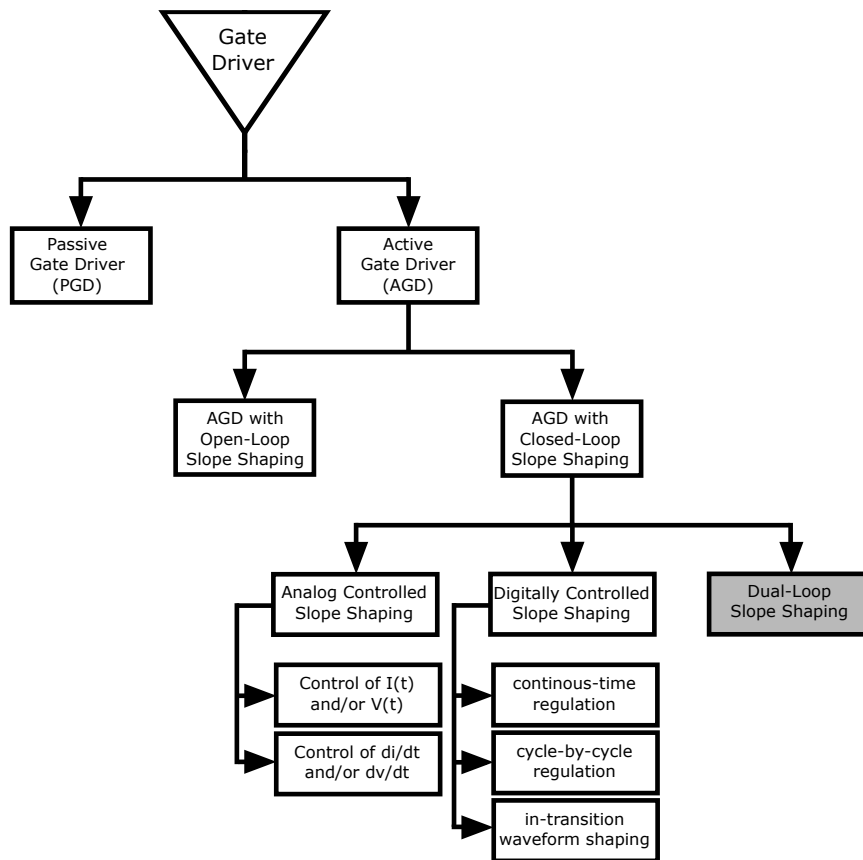 Gate
Driver
Passive
Gate Driver
(PGD)
Active
Gate Driver
(AGD)
AGD with
Open-Loop
Slope Shaping
AGD with
Closed-Loop
Slope Shaping
Analog Controlled
Slope Shaping
Digitally Controlled
Slope Shaping
Dual-Loop
Slope Shaping
Control of I(t)
and/or V(t)
Control of di/dt
and/or dv/dt
continous-time
regulation
cycle-by-cycle
regulation
in-transition
waveform shaping